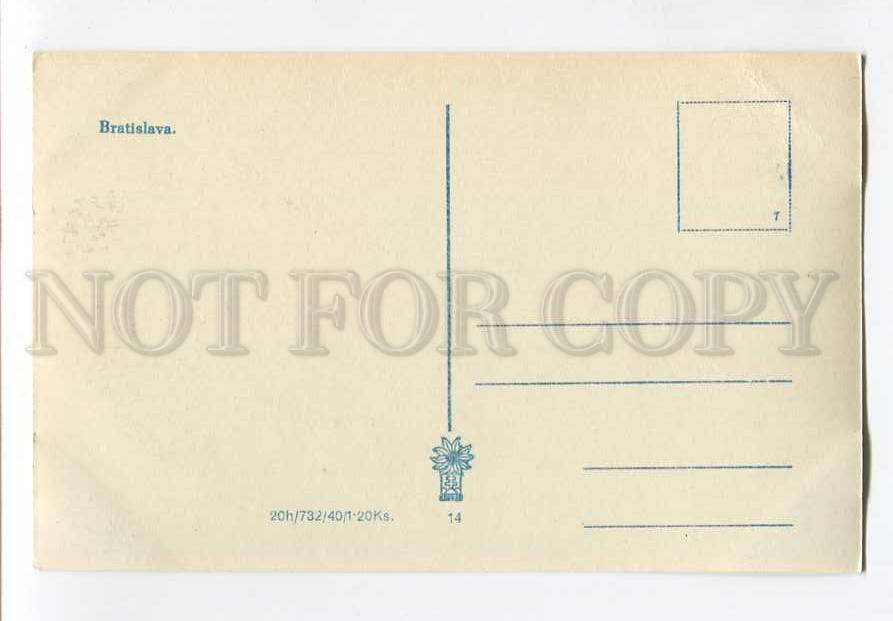 Bratislava.
7
NOT FOR COPY
20h/732/40/1·20Ks.
14